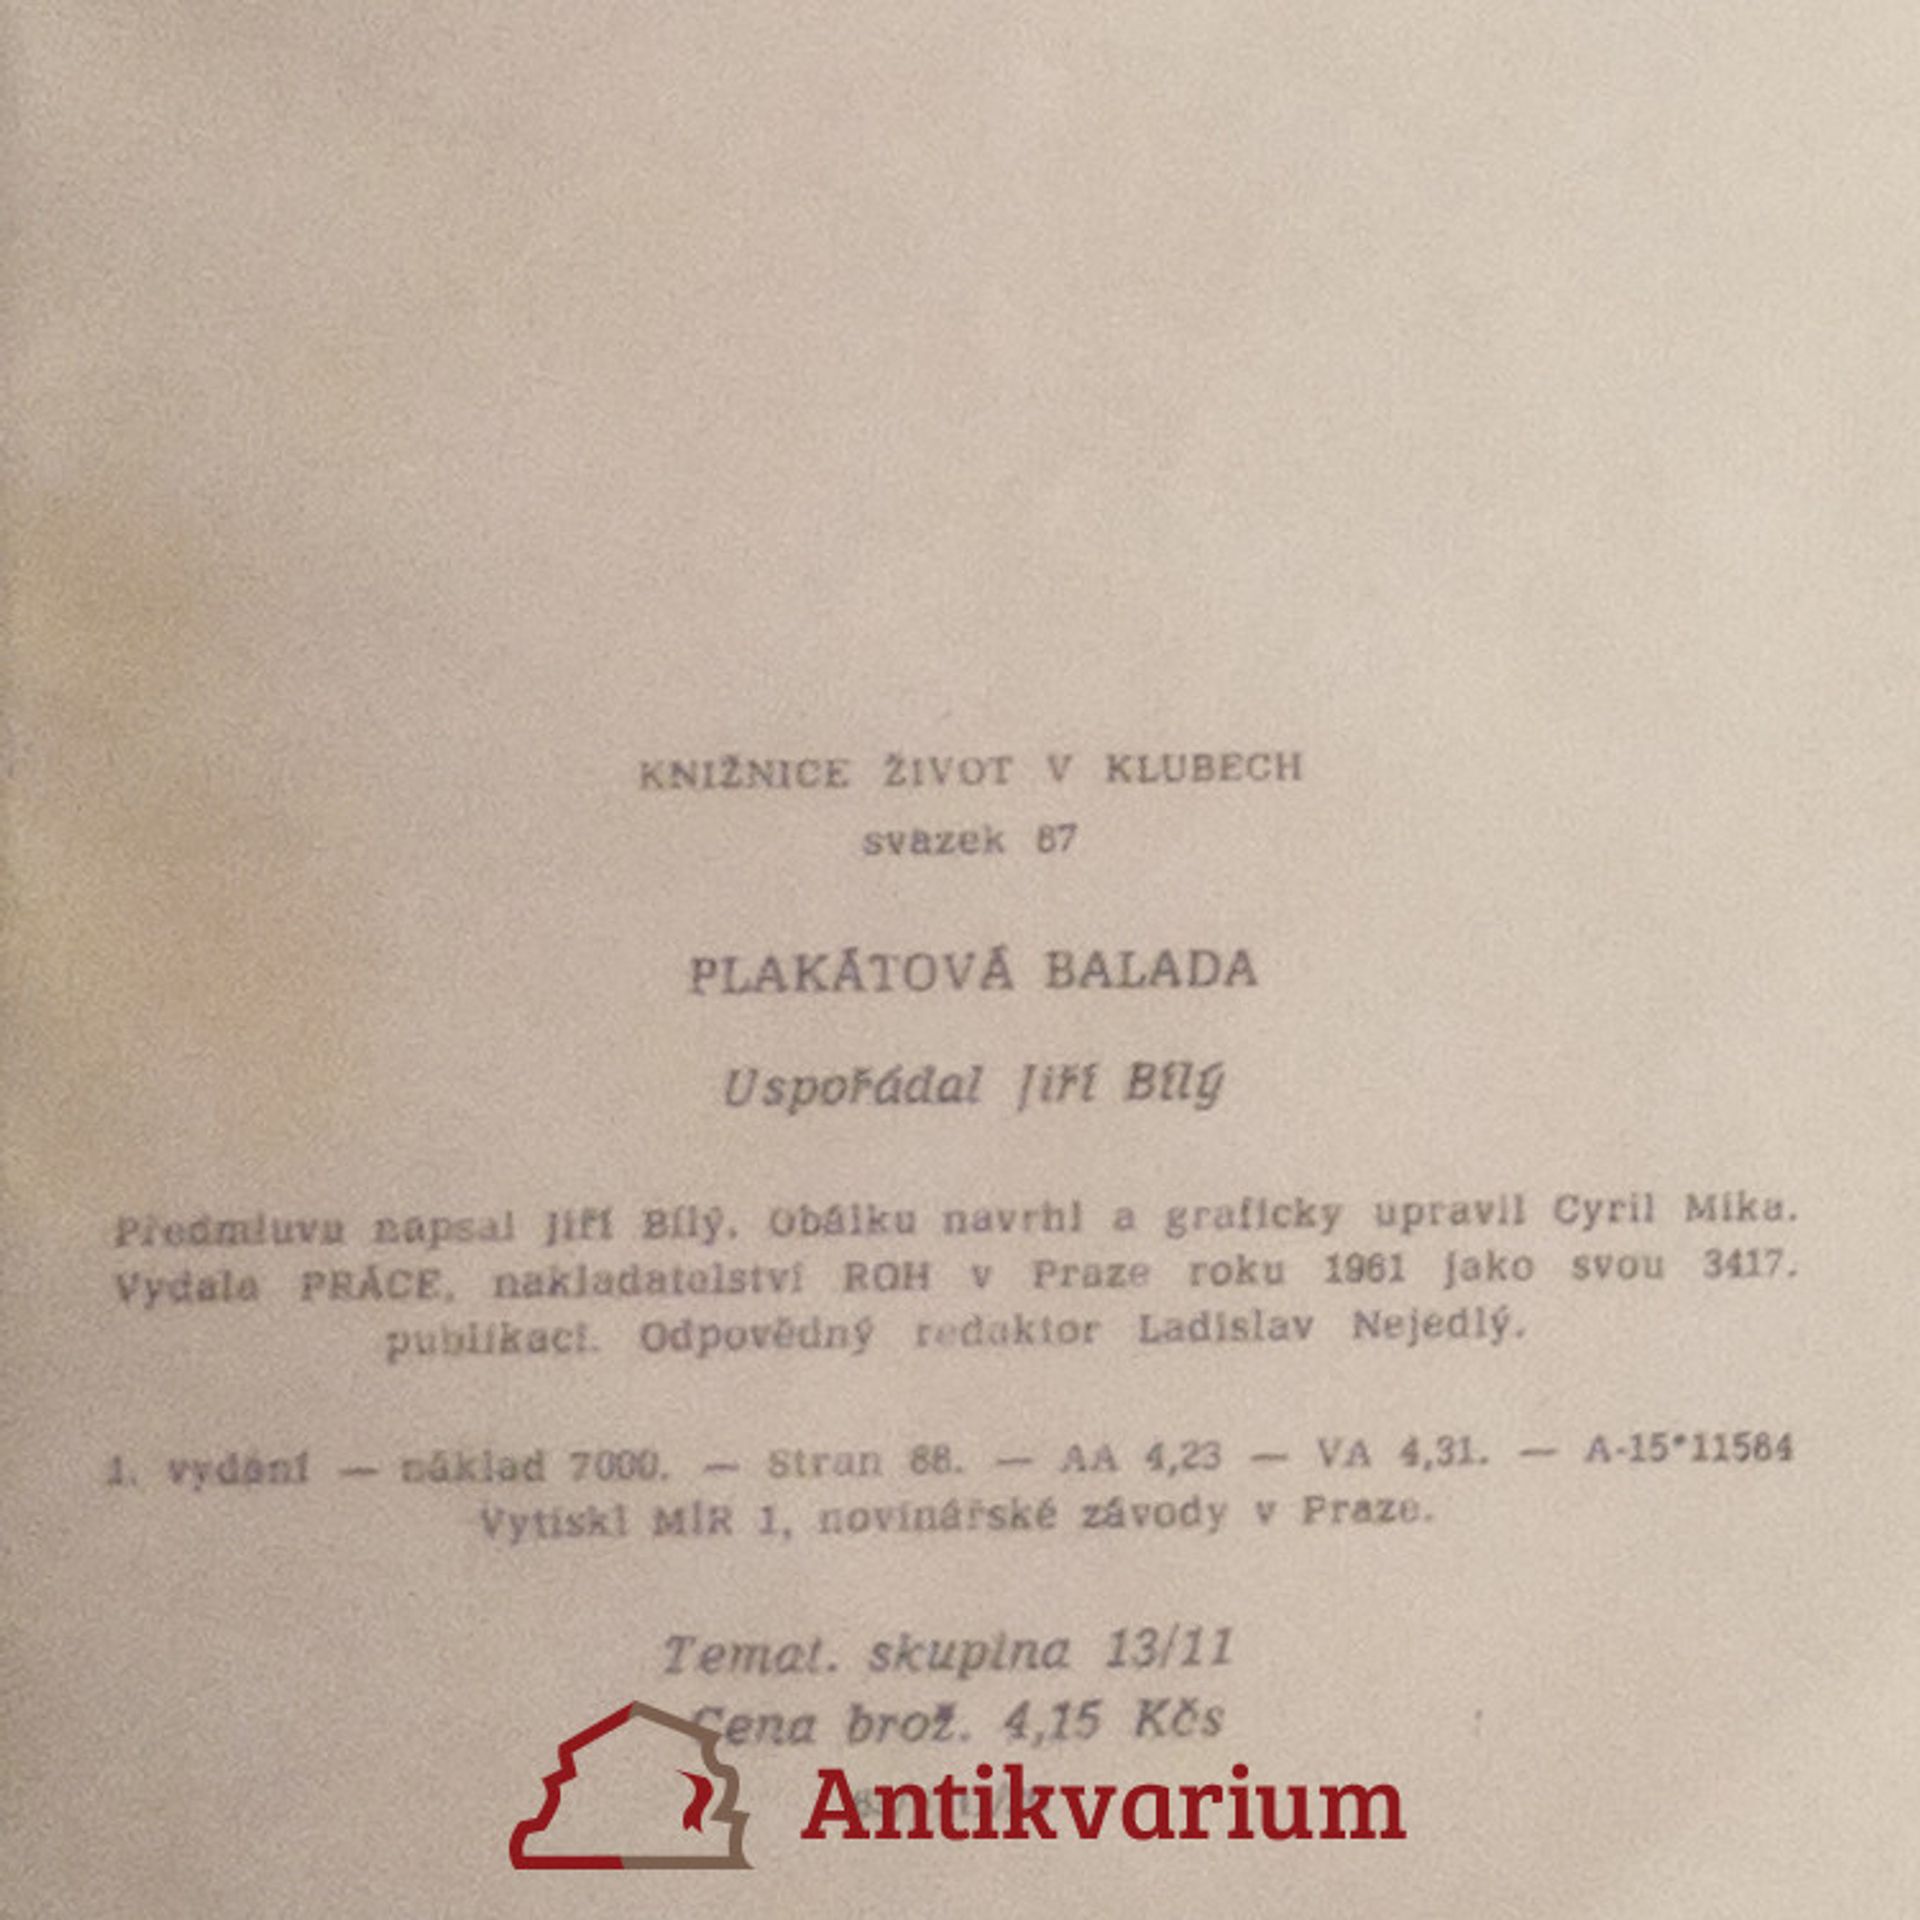 KNIŽNICE ŽIVOT V KLUBECH
svazek 87
PLAKÁTOVÁ BALADA
Uspořádal Jiří Bílý
Předmluvu napsal Jiří Bílý. Obálku navrhl a graficky upravil Cyril Mika.
Vydala PRÁCE, nakladatelství ROH v Praze roku 1961 jako svou 3417.
publikaci. Odpovědný redaktor Ladislav Nejedlý.
1. vydání — náklad 7000. — Stran 88. — AA 4,23 — VA 4,31. — A-15*11584
Vytiskl MÍR 1, novinářské závody v Praze.
Temat. skupina 13/11
Cena brož. 4,15 Kčs
Antikvarium